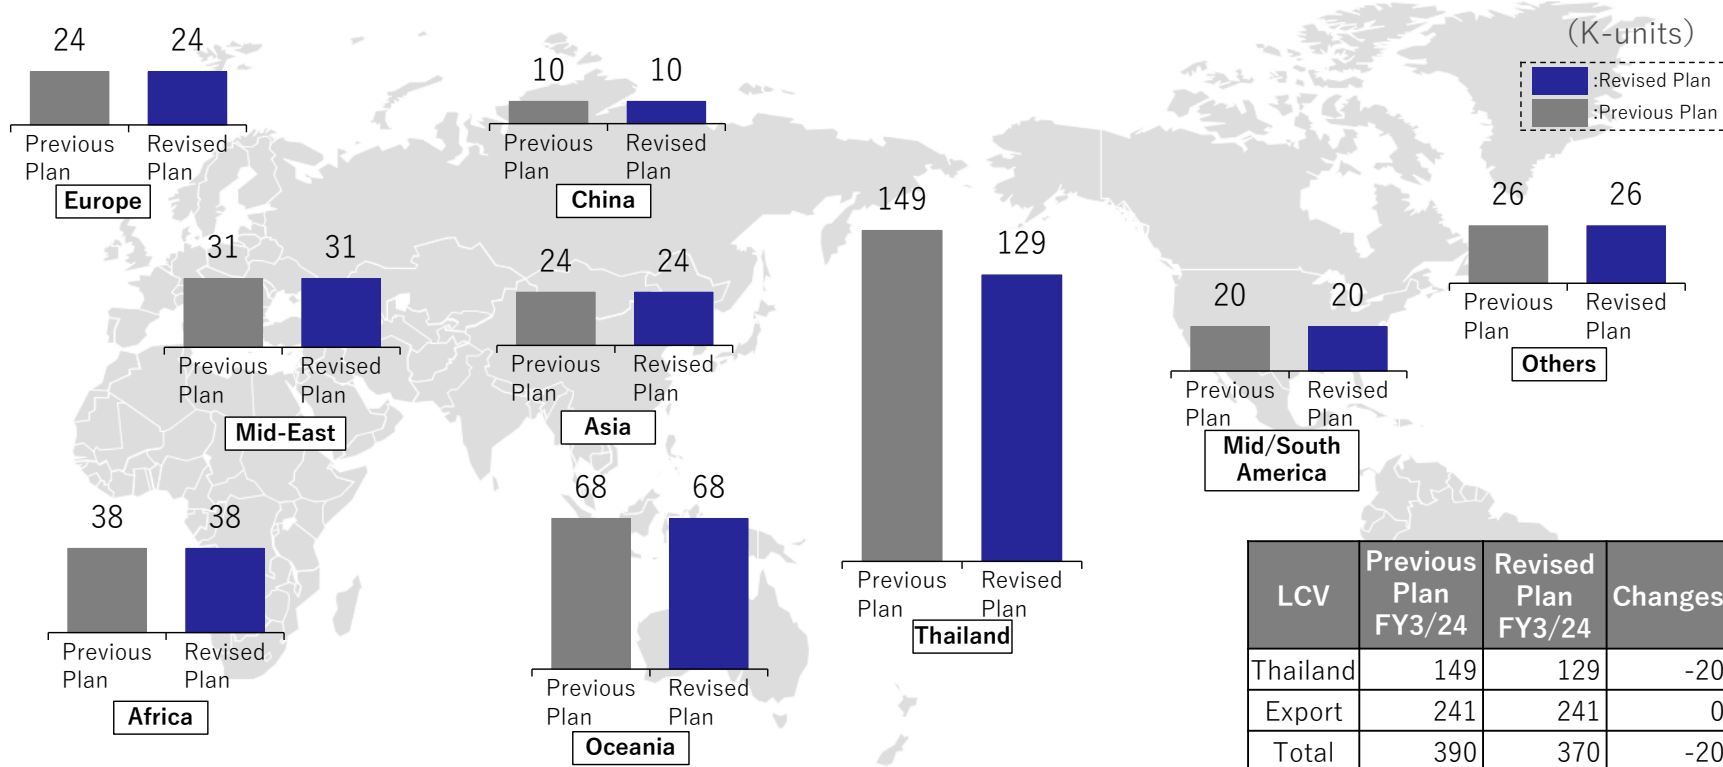 (K-units)
:Revised Plan
:Previous Plan
24 24
Previous Plan
Revised Plan
Europe
10 10
Previous Plan
Revised Plan
China
31 31
Previous Plan
Revised Plan
Mid-East
24 24
Previous Plan
Revised Plan
Asia
149
129
Previous Plan
Revised Plan
Thailand
20 20
Previous Plan
Revised Plan
Mid/South
America
26 26
Previous Plan
Revised Plan
Others
38 38
Previous Plan
Revised Plan
Africa
68 68
Previous Plan
Revised Plan
Oceania
LCV Previous Plan FY3/24 Revised Plan FY3/24 Changes
Thailand 149 129 -20
Export 241 241 0
Total 390 370 -20